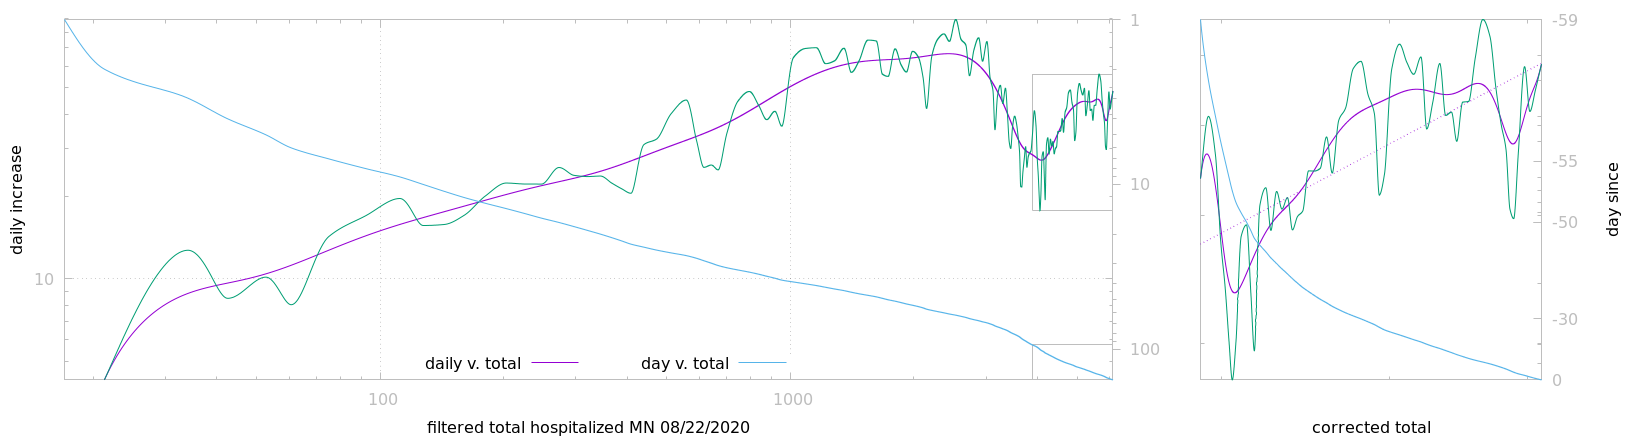 1
-59
daily increase
-55
day since
10
-50
10
-30
daily v. total
day v. total
100
0
100
1000
filtered total hospitalized MN 08/22/2020
corrected total